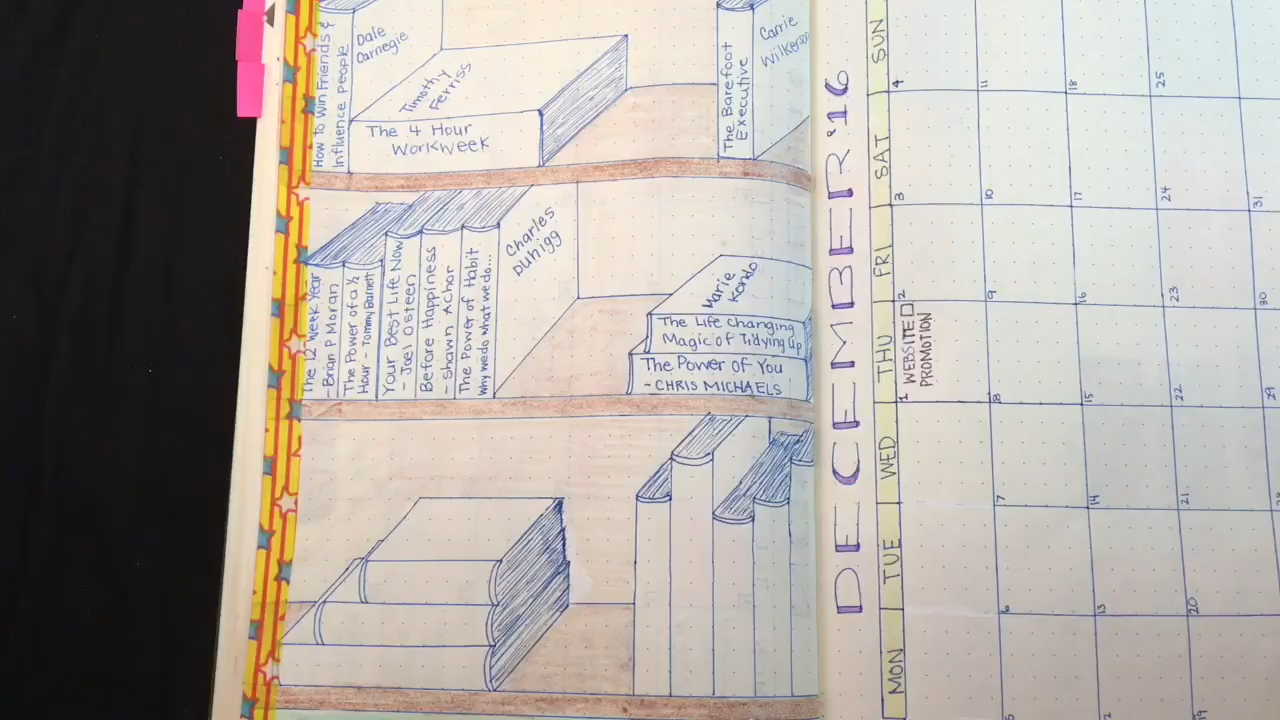 How to Win Friends &
Influence People
Dale
Carnegie
Timothy
Ferriss
The 4 Hour
Workweek
The Barefoot
Executive
Carrie
The 12 Week Year
- Brian P Moran
The Power of a ½
Hour - Tommy Barnett
Your Best Life Now
- Joel Osteen
Before Happiness
- Shawn Achor
The Power of Habit
Why we do what we do...
Charles
Duhigg
Marie
Kondo
The Life Changing
Magic of Tidying Up
The Power of You
~ CHRIS MICHAELS
DECEMBER '16
MON TUE WED THU FRI SAT SUN
1 2 3 4
WEBSITE
PROMOTION
5 6 7 8 9 10 11
13 14 15 16 17 18
19 20 21 22 23 24 25
29 30 31